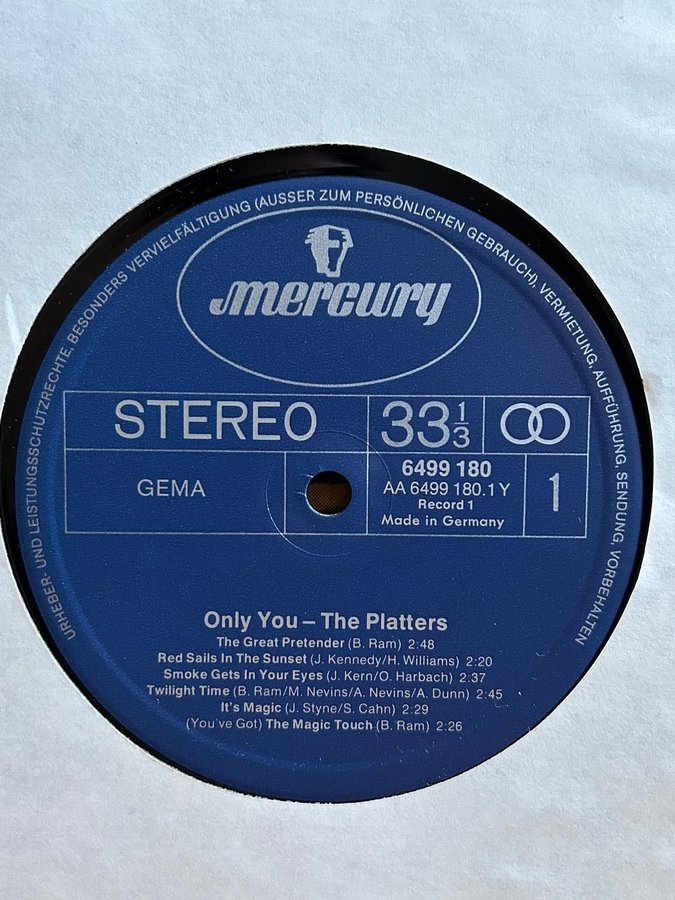 URHEBER- UND LEISTUNGSSCHUTZRECHTE, BESONDERS VERVIELFÄLTIGUNG (AUSSER ZUM PERSÖNLICHEN GEBRAUCH), VERMIETUNG, AUFFÜHRUNG, SENDUNG, VORBEHALTEN
mercury
STEREO
33 1/3
GEMA
6499 180
AA 6499 180.1 Y
Record 1
Made in Germany
1
Only You – The Platters
The Great Pretender (B. Ram) 2:48
Red Sails In The Sunset (J. Kennedy/H. Williams) 2:20
Smoke Gets In Your Eyes (J. Kern/O. Harbach) 2:37
Twilight Time (B. Ram/M. Nevins/A. Nevins/A. Dunn) 2:45
It's Magic (J. Styne/S. Cahn) 2:29
(You've Got) The Magic Touch (B. Ram) 2:26